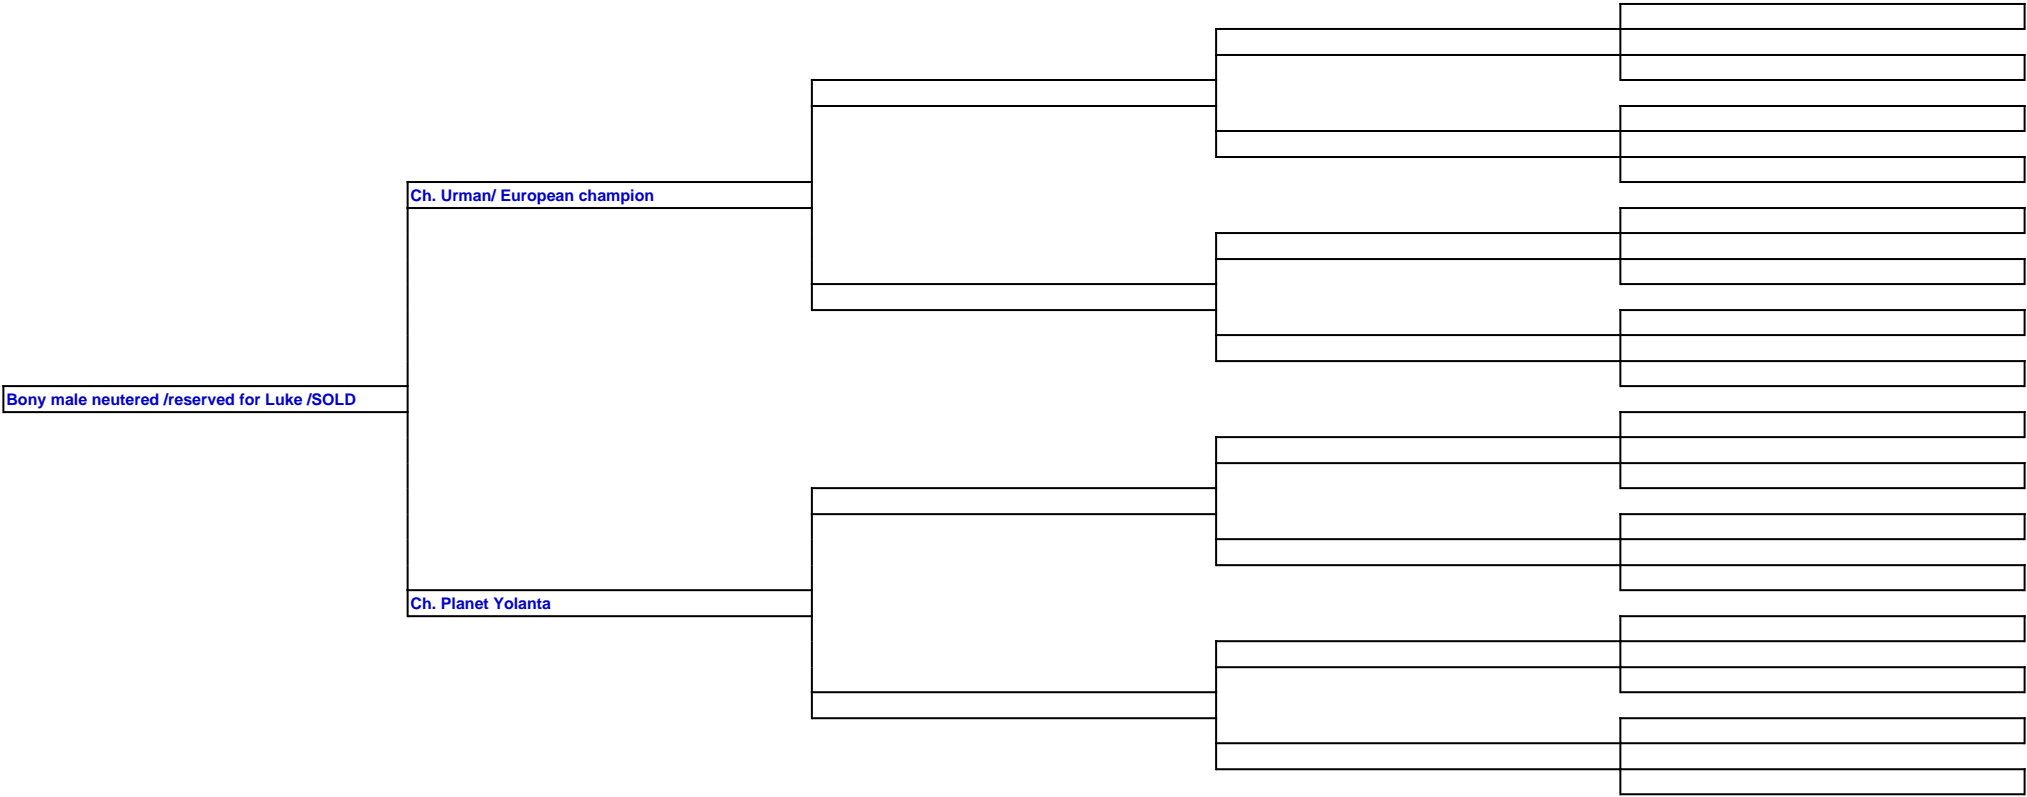 Ch. Urman/ European champion
Bony male neutered /reserved for Luke /SOLD
Ch. Planet Yolanta